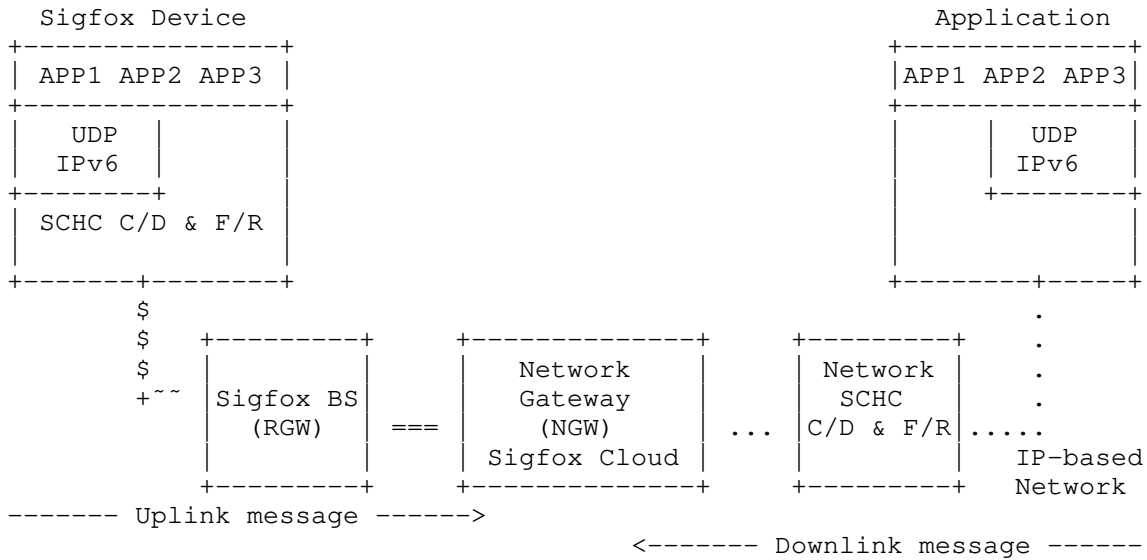 Sigfox Device                                           Application
+----------------+                                     +--------------+
| APP1 APP2 APP3 |                                     |APP1 APP2 APP3|
+----------------+                                     +--------------+
|   UDP  |       |                                     |     |  UDP   |
|  IPv6  |       |                                     |     | IPv6   |
+--------+       |                                     |     +--------+
| SCHC C/D & F/R |                                     |              |
|                |                                     |              |
+-------+--------+                                     +--------+-----+
        $                                                       .
        $   +---------+     +--------------+     +---------+    .
        $   |         |     |   Network    |     | Network |    .
        +~~ |Sigfox BS|     |   Gateway    |     |  SCHC   |    .
            |  (RGW)  | === |    (NGW)     | ... |C/D & F/R|.....
            |         |     | Sigfox Cloud |     |         |   IP-based
            +---------+     +--------------+     +---------+   Network
------- Uplink message ------>
                                       <------- Downlink message ------